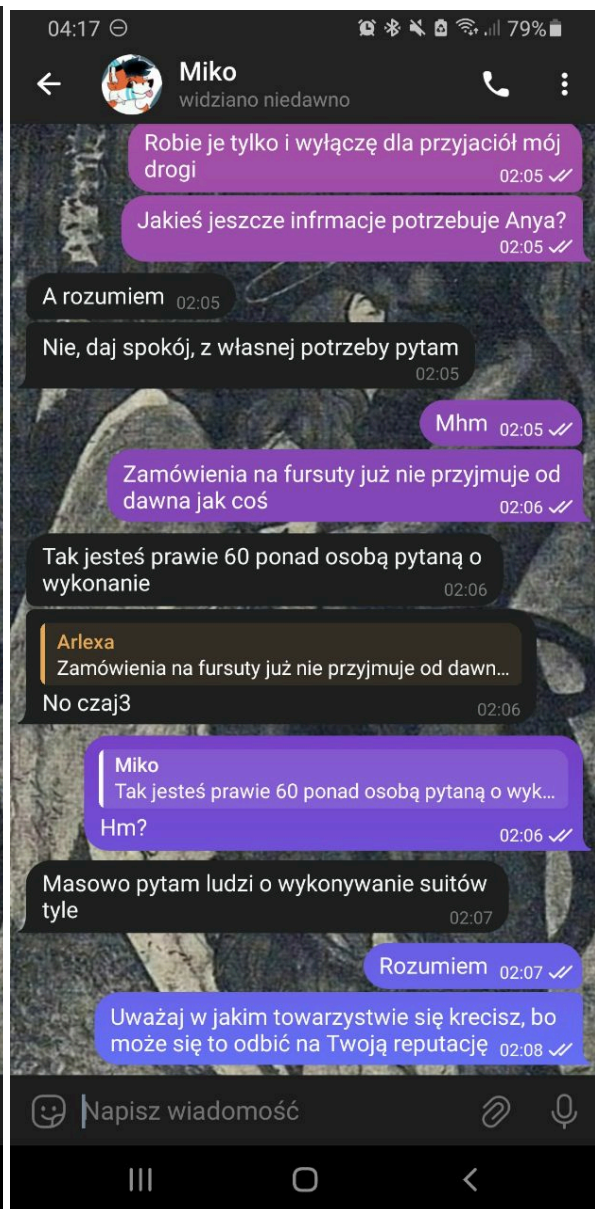 04:17
79%
Miko
widziano niedawno
Robie je tylko i wyłączę dla przyjaciół mój
drogi
02:05
Jakieś jeszcze infrmacje potrzebuje Anya?
02:05
A rozumiem 02:05
Nie, daj spokój, z własnej potrzeby pytam
02:05
Mhm 02:05
Zamówienia na fursuty już nie przyjmuje od
dawna jak coś
02:06
Tak jesteś prawie 60 ponad osobą pytaną o
wykonanie
02:06
Arlexa
Zamówienia na fursuty już nie przyjmuje od dawn...
No czaj3
02:06
Miko
Tak jesteś prawie 60 ponad osobą pytaną o wyk...
Hm?
02:06
Masowo pytam ludzi o wykonywanie suitów
tyle
02:07
Rozumiem 02:07
Uważaj w jakim towarzystwie się krecisz, bo
może się to odbić na Twoją reputację 02:08
Napisz wiadomość